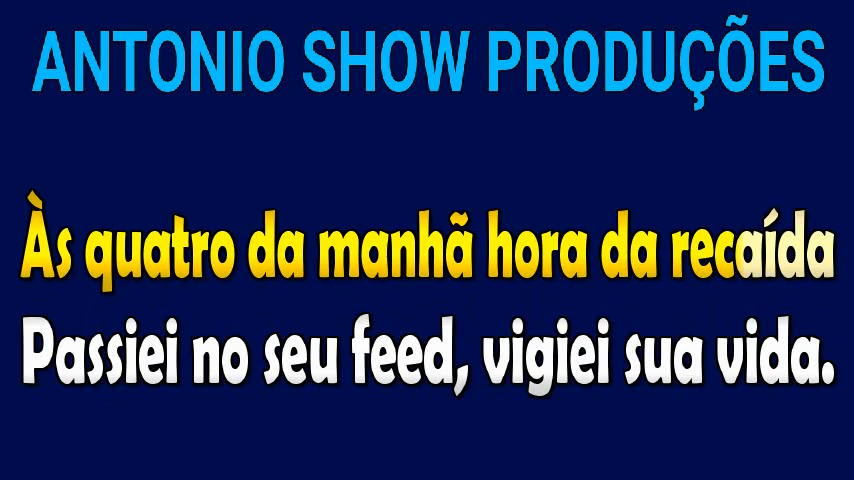 ANTONIO SHOW PRODUÇÕES
Às quatro da manhã hora da recaída
Passiei no seu feed, vigiei sua vida.